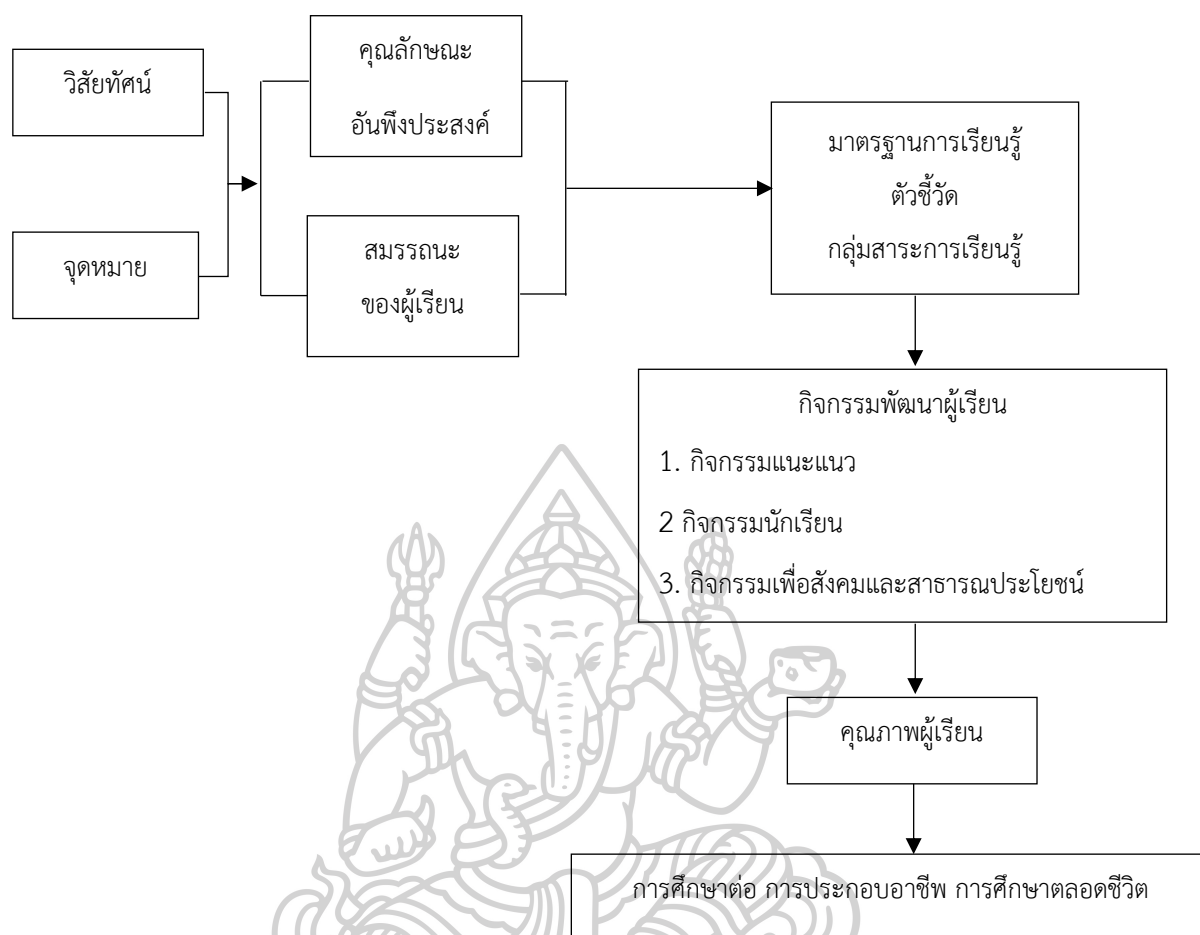 วิสัยทัศน์
จุดหมาย
คุณลักษณะ
อันพึงประสงค์
สมรรถนะ
ของผู้เรียน
มาตรฐานการเรียนรู้
ตัวชี้วัด
กลุ่มสาระการเรียนรู้
กิจกรรมพัฒนาผู้เรียน
1. กิจกรรมแนะแนว
2 กิจกรรมนักเรียน
3. กิจกรรมเพื่อสังคมและสาธารณประโยชน์
คุณภาพผู้เรียน
การศึกษาต่อ การประกอบอาชีพ การศึกษาตลอดชีวิต